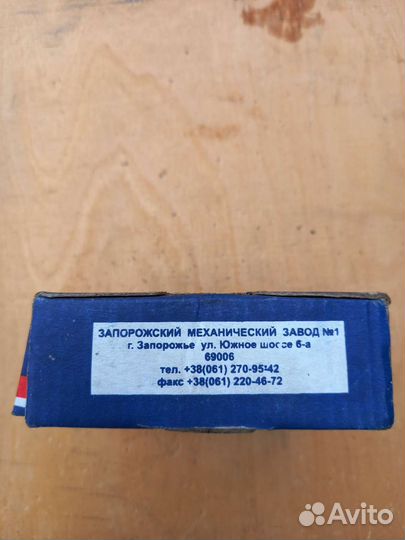 ЗАПОРОЖСКИЙ МЕХАНИЧЕСКИЙ ЗАВОД №1
г. Запорожье ул. Южное шоссе 6-а
69006
тел. +38(061) 270-95-42
факс +38(061) 220-46-72
Avito